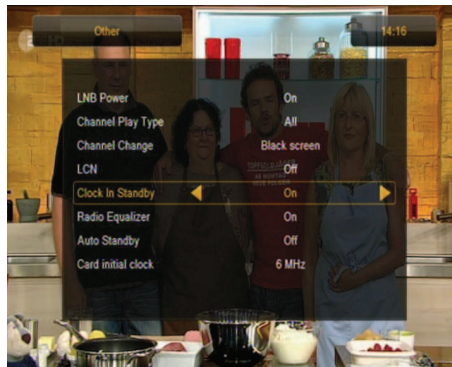 Other
14:16
LNB Power On
Channel Play Type All
Channel Change Black screen
LCN Off
Clock In Standby On
Radio Equalizer On
Auto Standby Off
Card initial clock 6 MHz